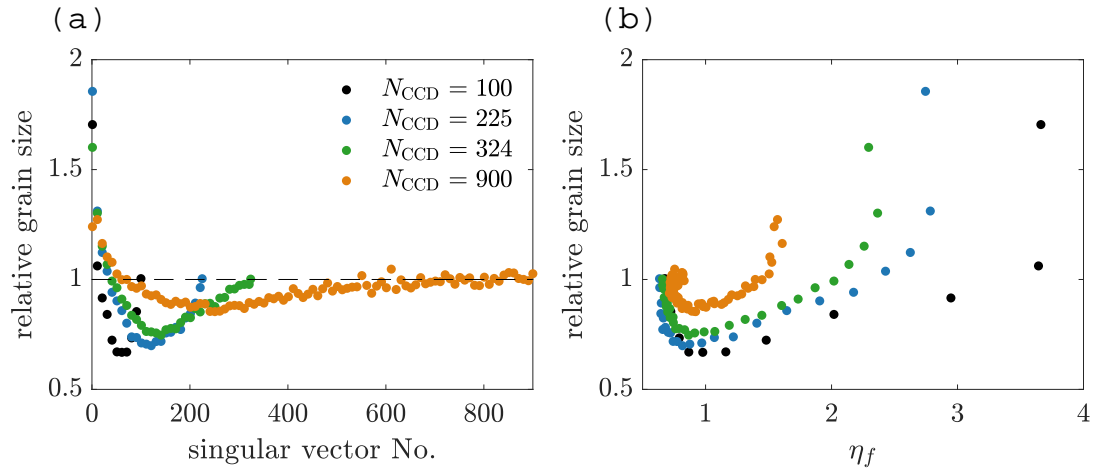 (a)
relative grain size
2
1.5
1
0.5
N_CCD = 100
N_CCD = 225
N_CCD = 324
N_CCD = 900
0 200 400 600 800
singular vector No.
(b)
relative grain size
2
1.5
1
0.5
1 2 3 4
η_f